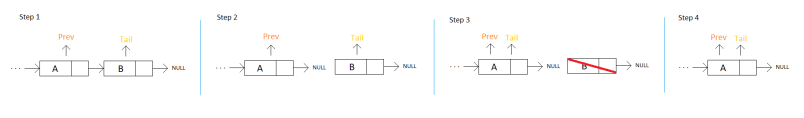 Step 1
Prev
Tail
... A B NULL
Step 2
Prev
Tail
... A NULL B NULL
Step 3
Prev Tail
... A NULL B NULL
Step 4
Prev Tail
... A NULL